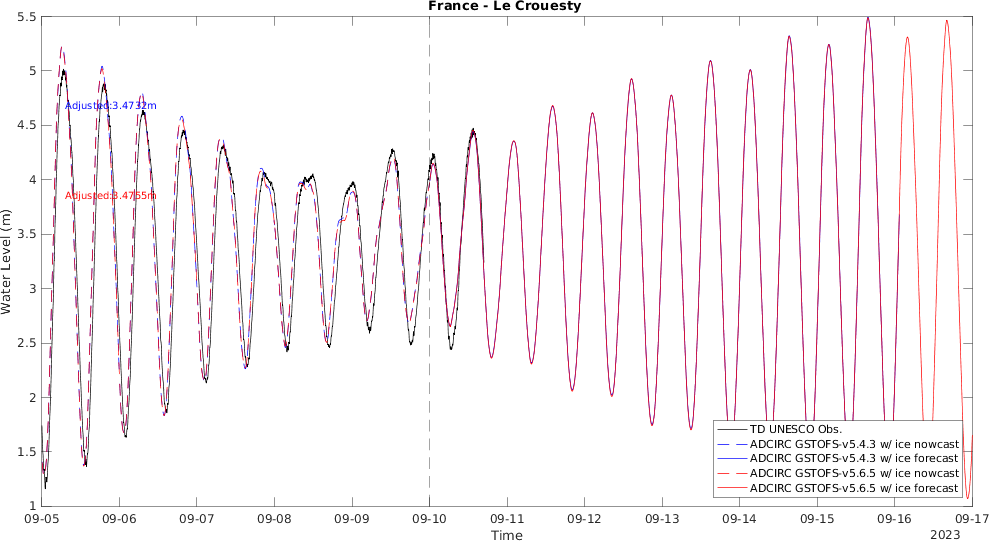 France - Le Crouesty
5.5
5
4.5
4
3.5
3
2.5
2
1.5
1
Water Level (m)
Adjusted:3.4732m
Adjusted:3.4765m
TD UNESCO Obs.
ADCIRC GSTOFS-v5.4.3 w/ ice nowcast
ADCIRC GSTOFS-v5.4.3 w/ ice forecast
ADCIRC GSTOFS-v5.6.5 w/ ice nowcast
ADCIRC GSTOFS-v5.6.5 w/ ice forecast
09-05 09-06 09-07 09-08 09-09 09-10 09-11 09-12 09-13 09-14 09-15 09-16 09-17
Time
2023